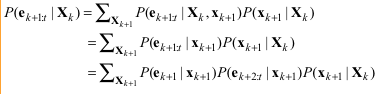 P(e_{k+1:t} | X_k) = ∑_{X_{k+1}} P(e_{k+1:t} | X_k, x_{k+1}) P(x_{k+1} | X_k)
= ∑_{X_{k+1}} P(e_{k+1:t} | x_{k+1}) P(x_{k+1} | X_k)
= ∑_{X_{k+1}} P(e_{k+1} | x_{k+1}) P(e_{k+2:t} | x_{k+1}) P(x_{k+1} | X_k)